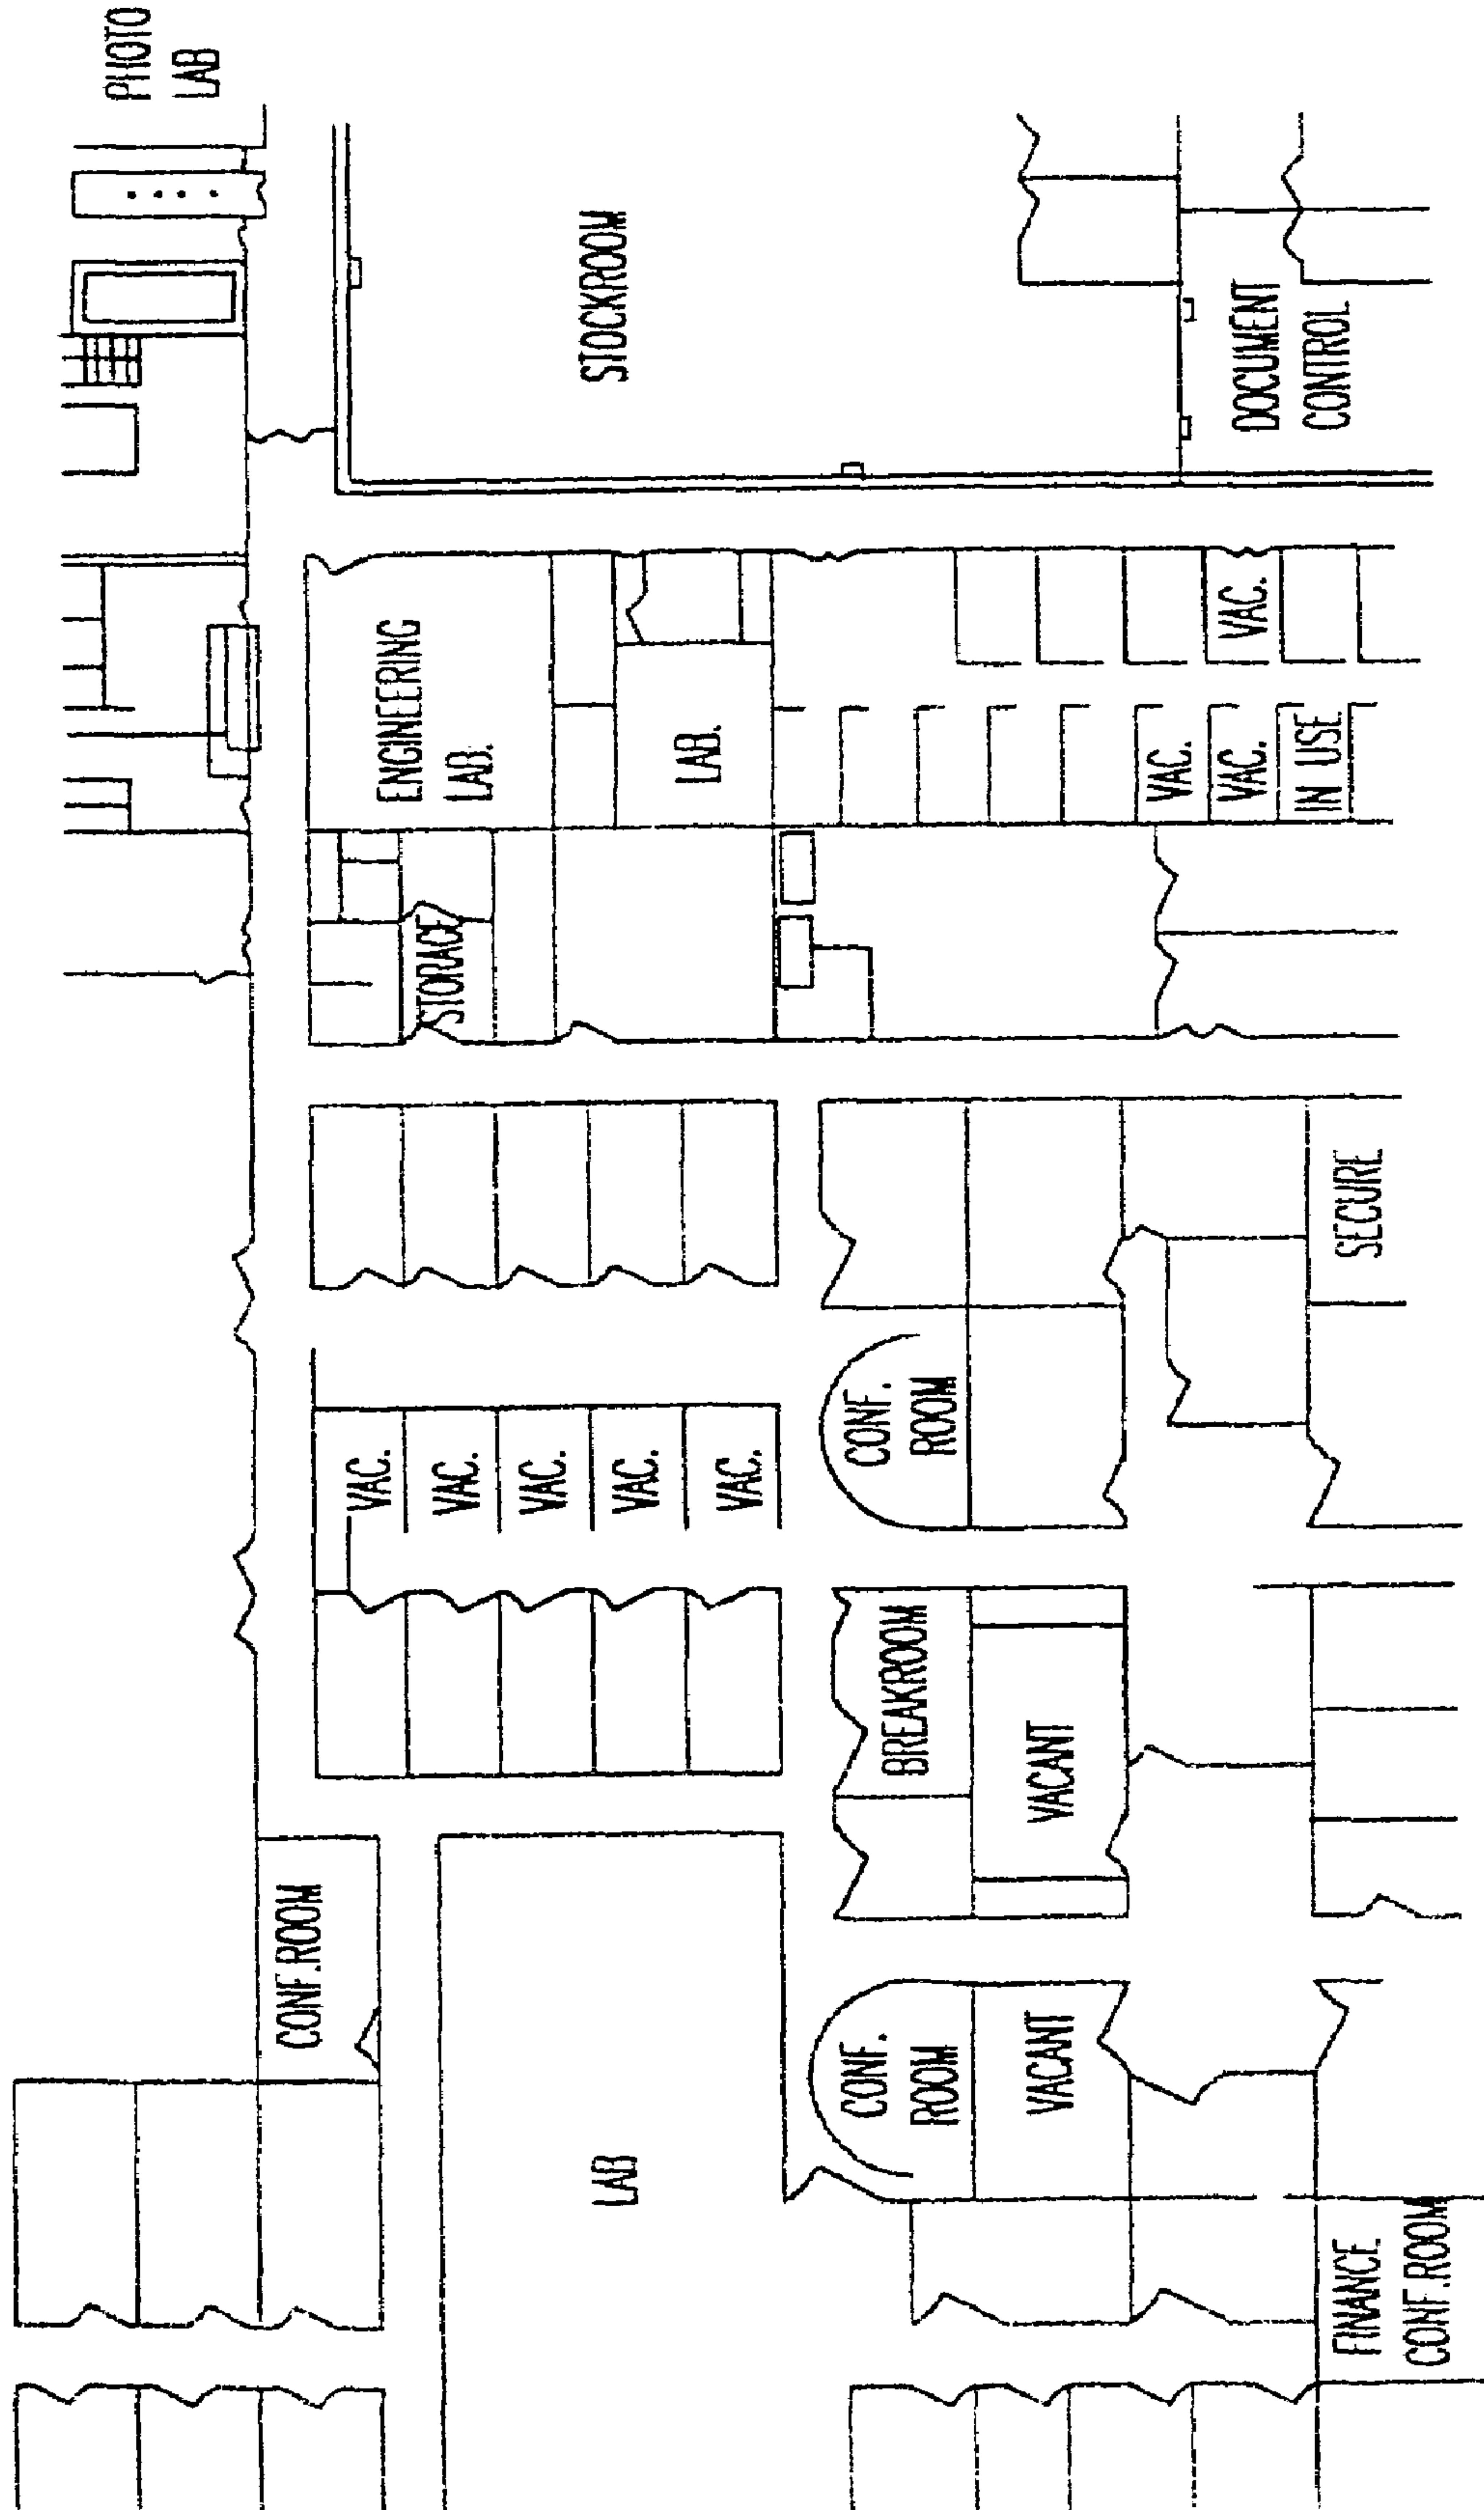 PHOTO
LAB
STOCKROOM
DOCUMENT
CONTROL
ENGINEERING
LAB.
LAB.
VAC.
VAC.
VAC.
IN USE
STORAGE
SECURE
CONF.
ROOM
VAC.
VAC.
VAC.
VAC.
VAC.
BREAKROOM
VACANT
CONF.ROOM
CONF.
ROOM
VACANT
LAB
FINANCE
CONF.ROOM